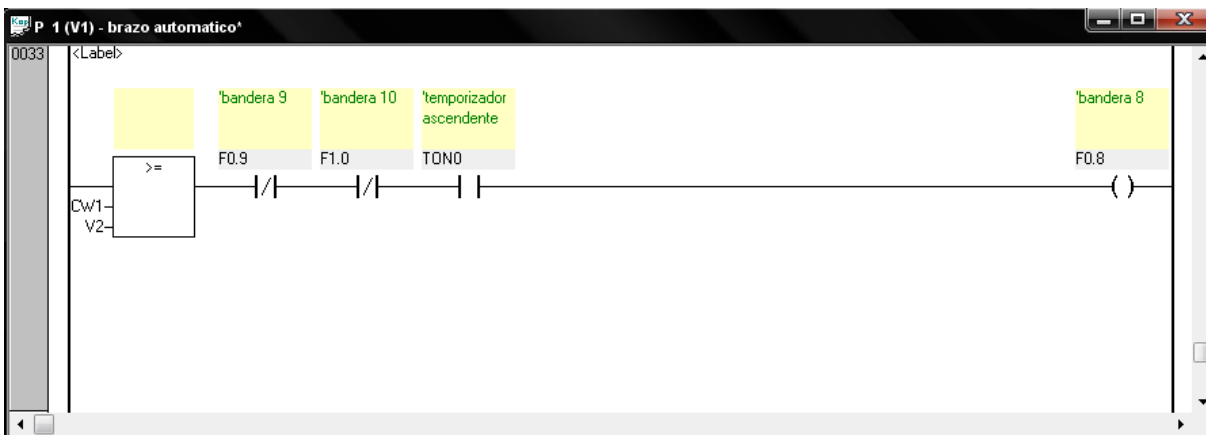 Kop P 1 (V1) - brazo automatico*
0033 <Label>
'bandera 9 'bandera 10 'temporizador ascendente 'bandera 8
F0.9 F1.0 TON0 F0.8
>=
CW1
V2